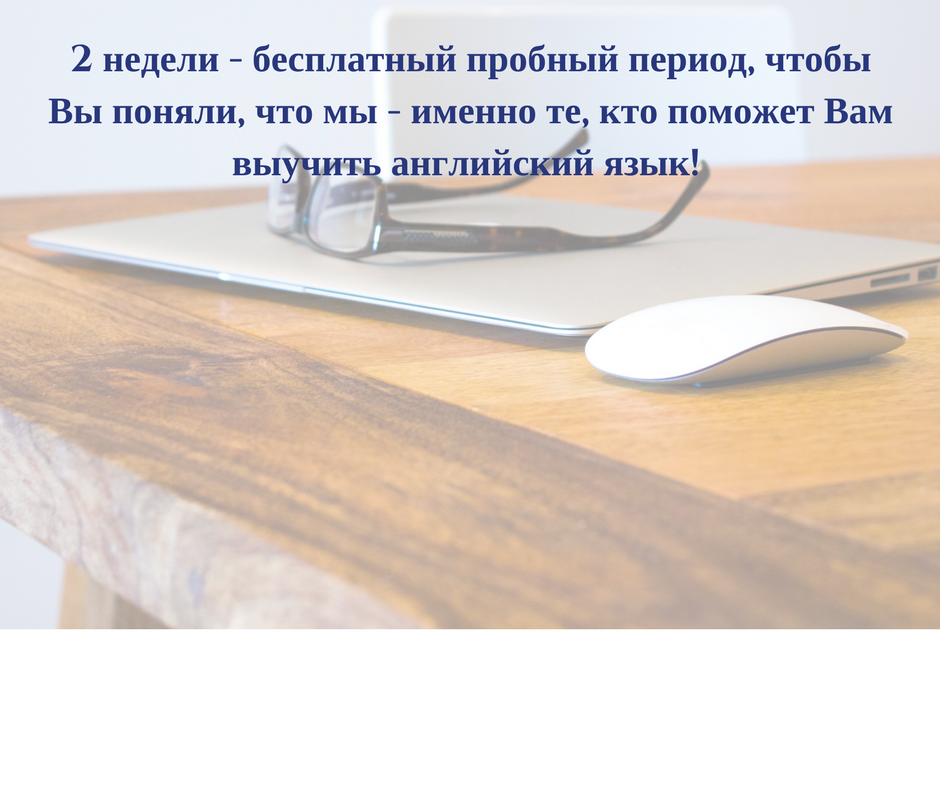 2 недели - бесплатный пробный период, чтобы
Вы поняли, что мы - именно те, кто поможет Вам
выучить английский язык!